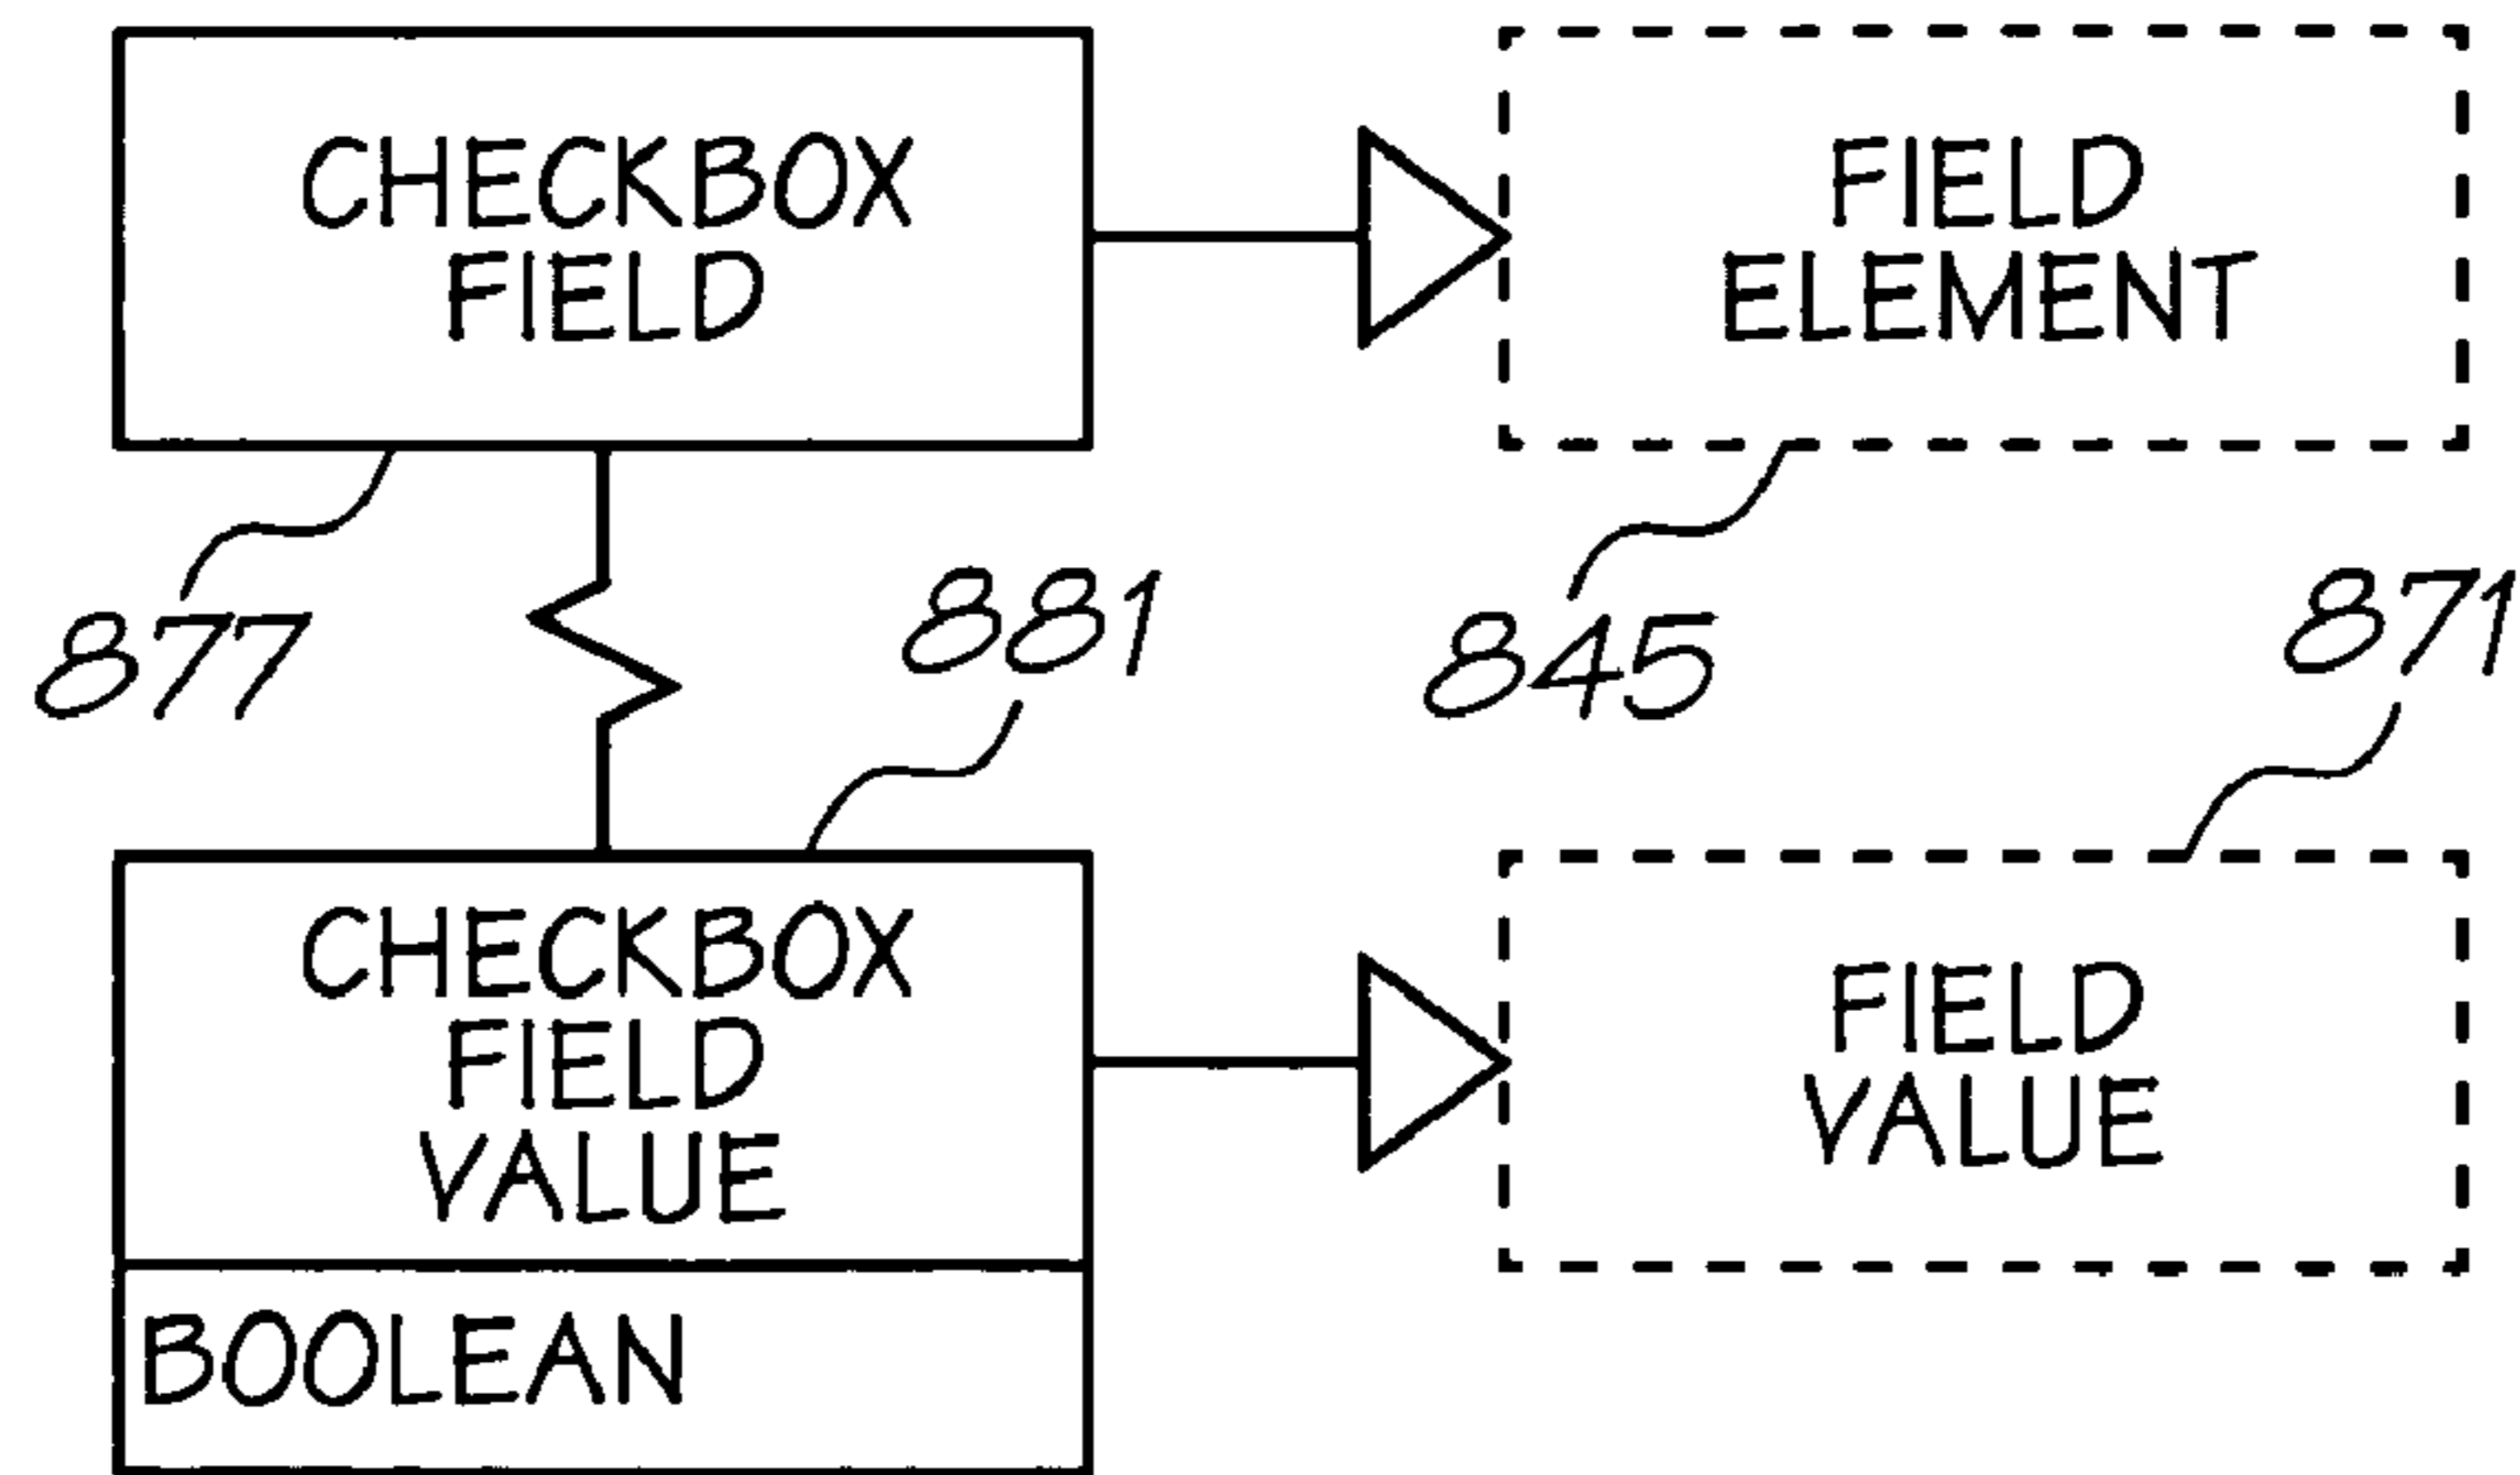 CHECKBOX
FIELD
FIELD
ELEMENT
877
881
845
871
CHECKBOX
FIELD
VALUE
BOOLEAN
FIELD
VALUE